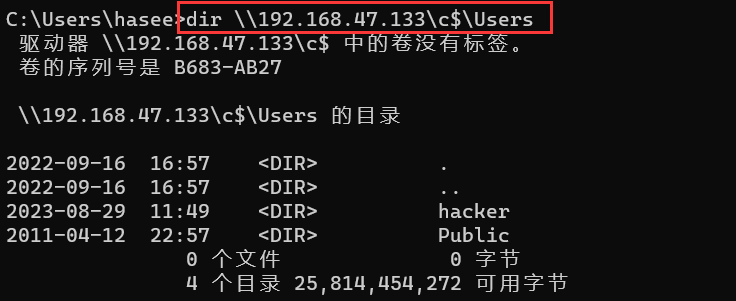 C:\Users\hasee>dir \\192.168.47.133\c$\Users
驱动器 \\192.168.47.133\c$ 中的卷没有标签。
卷的序列号是 B683-AB27
\\192.168.47.133\c$\Users 的目录
2022-09-16  16:57    <DIR>          .
2022-09-16  16:57    <DIR>          ..
2023-08-29  11:49    <DIR>          hacker
2011-04-12  22:57    <DIR>          Public
0 个文件              0 字节
4 个目录 25,814,454,272 可用字节